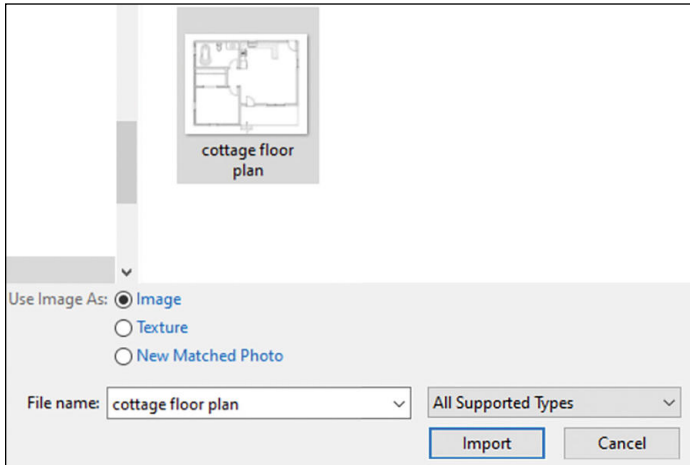 cottage floor
plan
Use Image As: Image
Texture
New Matched Photo
File name: cottage floor plan All Supported Types
Import Cancel